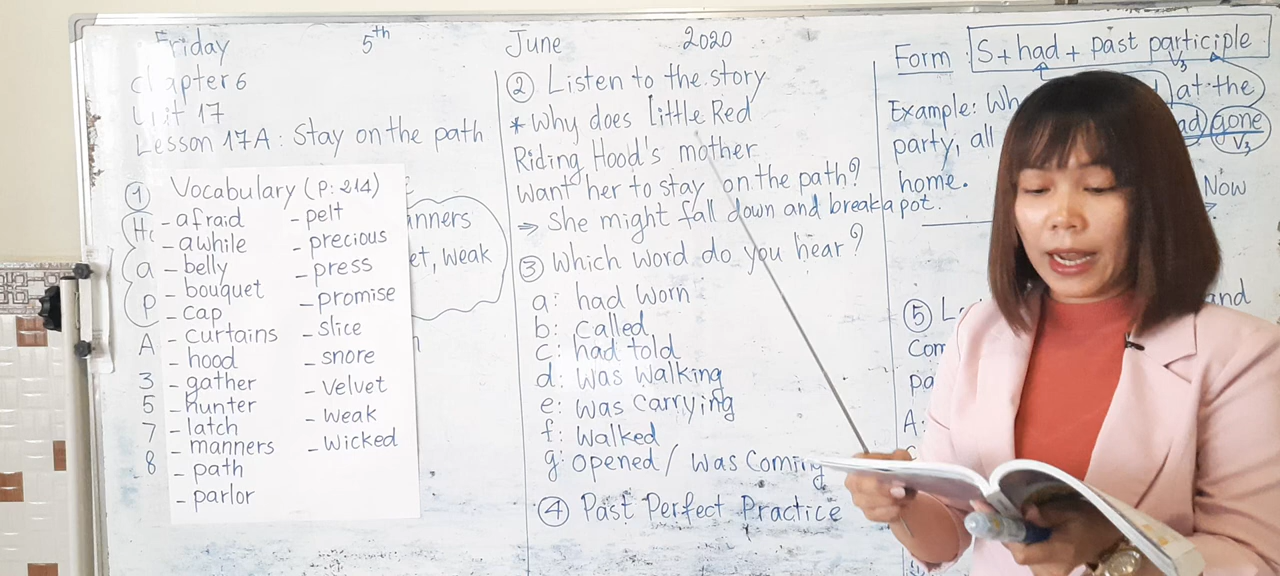 Friday 5th June 2020
Chapter 6
Unit 17
Lesson 17A: Stay on the path
① Vocabulary (P: 214)
- afraid
- awhile
- belly
- bouquet
- cap
- curtains
- hood
- gather
- hunter
- latch
- manners
- path
- parlor
- pelt
- precious
- press
- promise
- slice
- snore
- velvet
- weak
- wicked
anners
et, weak
A
3
5
7
8
② Listen to the story
* Why does Little Red
Riding Hood's mother
want her to stay on the path?
⇒ She might fall down and break a pot.
③ Which word do you hear?
a: had worn
b: called
c: had told
d: was walking
e: was carrying
f: walked
g: opened / was coming
④ Past Perfect Practice
Form: S + had + past participle
V3
Example: Wh at the
party, all had gone
V3
home.
Now
⑤ L and
Com
pa
A: